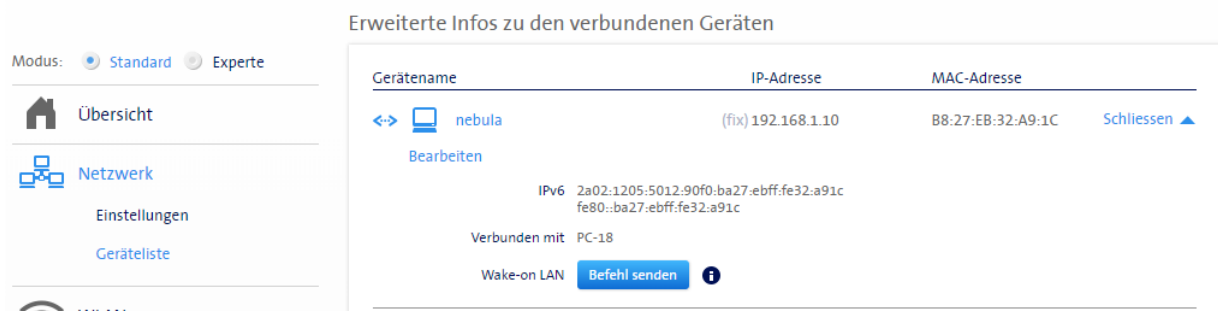 Erweiterte Infos zu den verbundenen Geräten
Modus: Standard Experte
Gerätename IP-Adresse MAC-Adresse
Übersicht
nebula (fix) 192.168.1.10 B8:27:EB:32:A9:1C Schliessen
Bearbeiten
Netzwerk
IPv6 2a02:1205:5012:90f0:ba27:ebff:fe32:a91c
fe80::ba27:ebff:fe32:a91c
Einstellungen
Verbunden mit PC-18
Geräteliste
Wake-on LAN Befehl senden